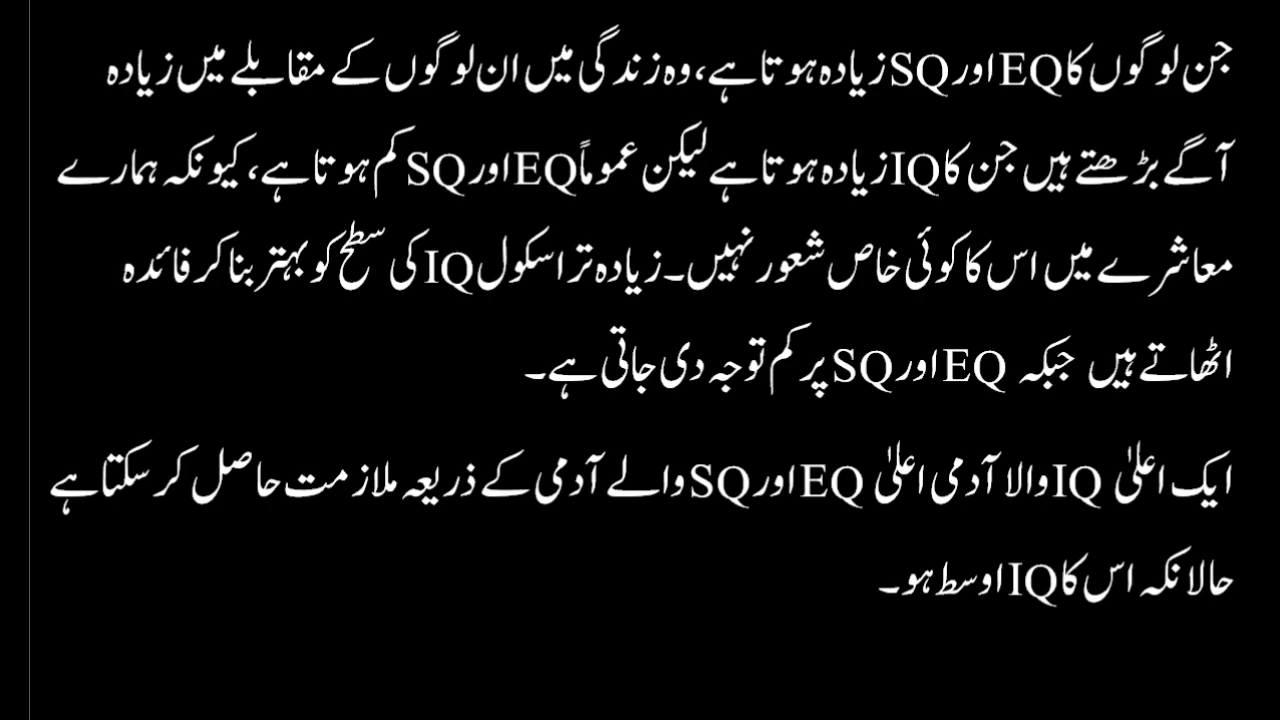 جن لوگوں کا EQ اور SQ زیادہ ہوتا ہے، وہ زندگی میں ان لوگوں کے مقابلے میں زیادہ
آگے بڑھتے ہیں جن کا IQ زیادہ ہوتا ہے لیکن عموماً EQ اور SQ کم ہوتا ہے، کیونکہ ہمارے
معاشرے میں اس کا کوئی خاص شعور نہیں۔ زیادہ تر اسکول IQ کی سطح کو بہتر بنا کر فائدہ
اٹھاتے ہیں جبکہ EQ اور SQ پر کم توجہ دی جاتی ہے۔
ایک اعلیٰ IQ والا آدمی اعلیٰ EQ اور SQ والے آدمی کے ذریعہ ملازمت حاصل کر سکتا ہے
حالانکہ اس کا IQ اوسط ہو۔